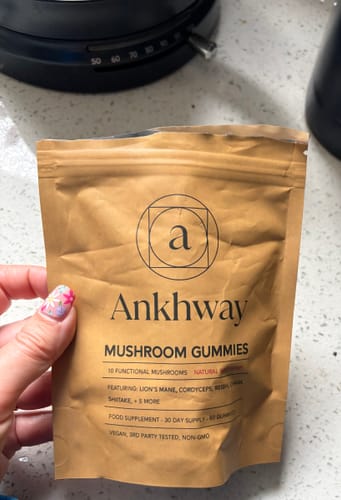 50 60 70 80 90
a
Ankhway
MUSHROOM GUMMIES
10 FUNCTIONAL MUSHROOMS NATURAL
FEATURING: LION'S MANE, CORDYCEPS, REISHI, CHAGA,
SHIITAKE, + 5 MORE
FOOD SUPPLEMENT - 30 DAY SUPPLY - 60 GUMMIES
VEGAN, 3RD PARTY TESTED, NON-GMO